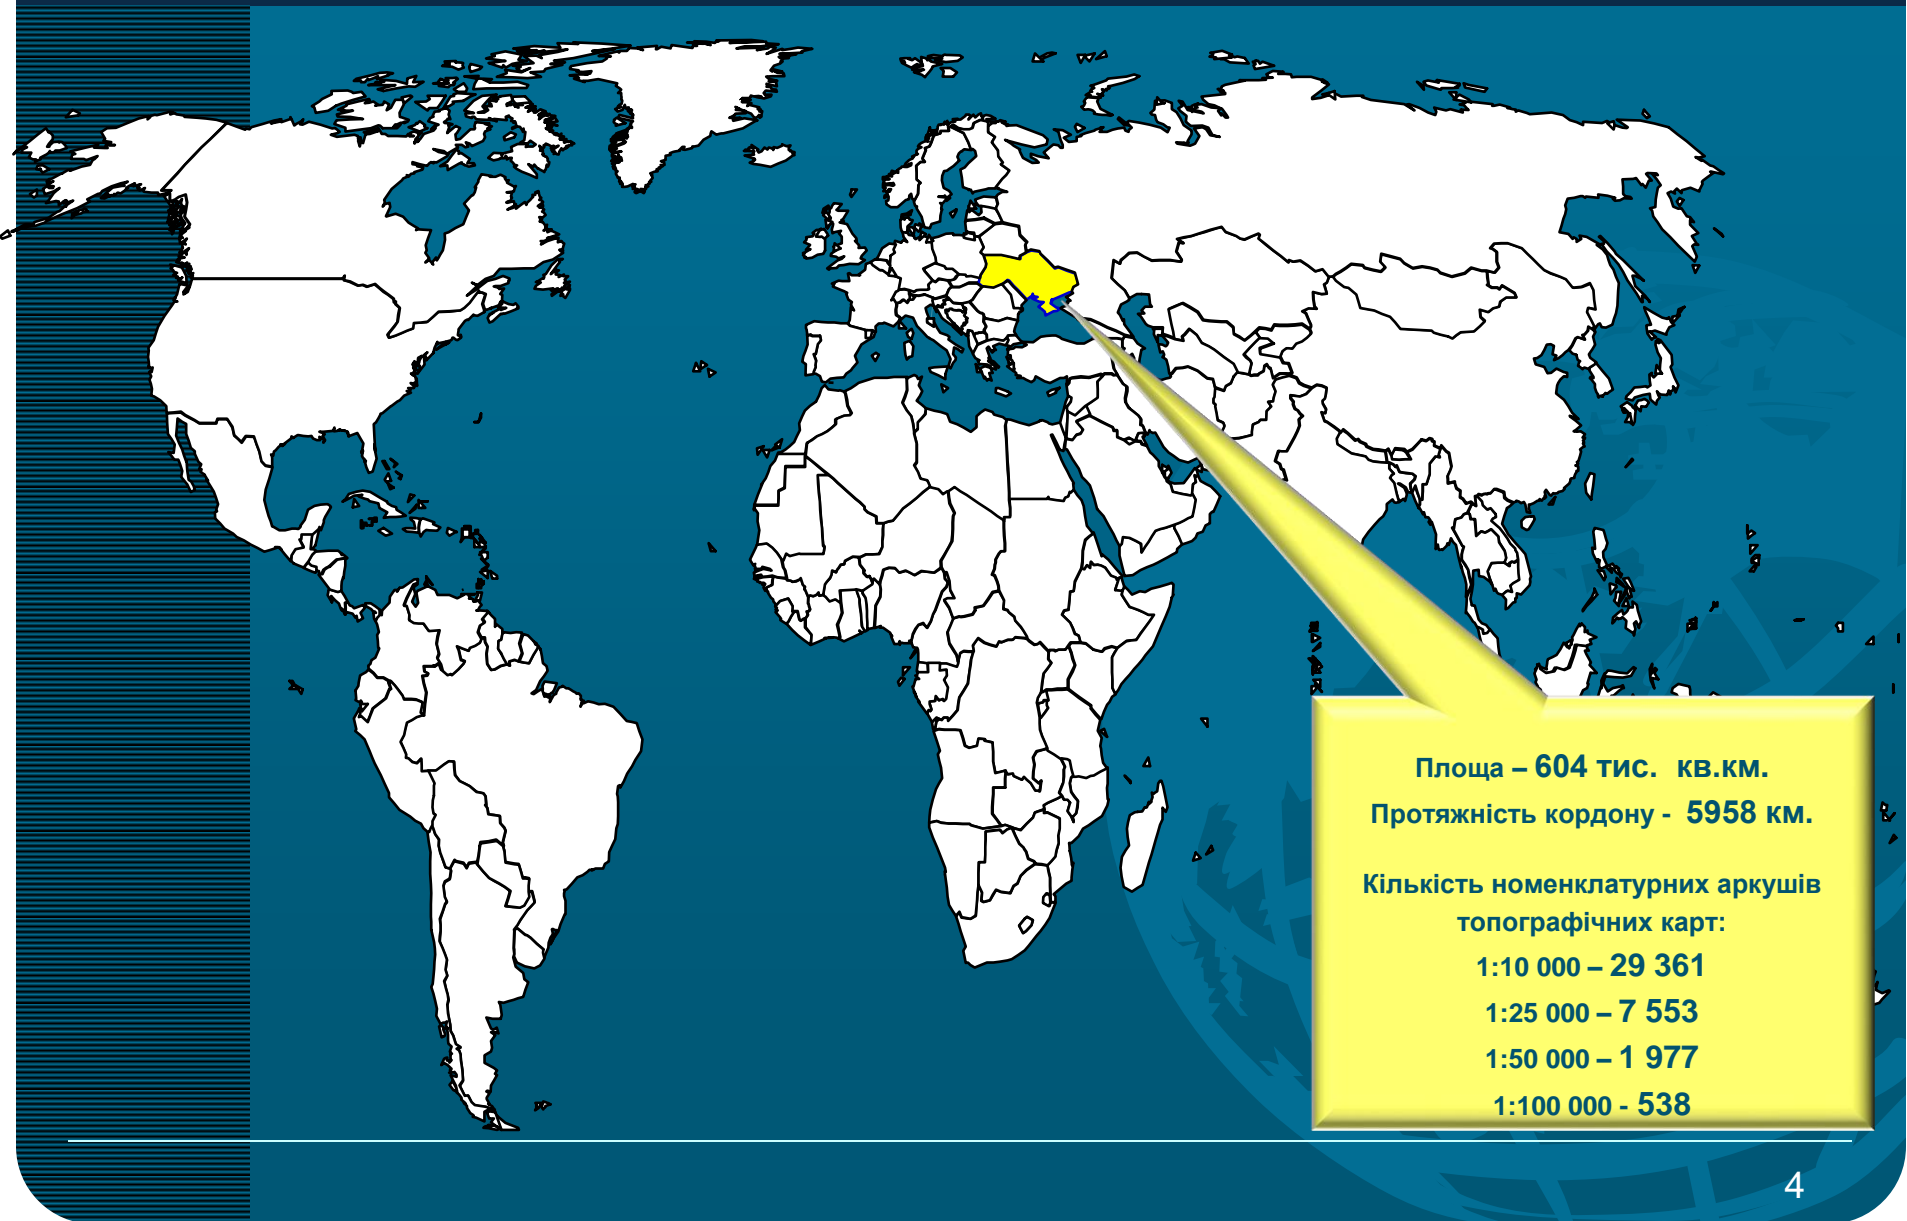 Площа – 604 тис. кв.км.
Протяжність кордону - 5958 км.
Кількість номенклатурних аркушів
топографічних карт:
1:10 000 – 29 361
1:25 000 – 7 553
1:50 000 – 1 977
1:100 000 - 538
4